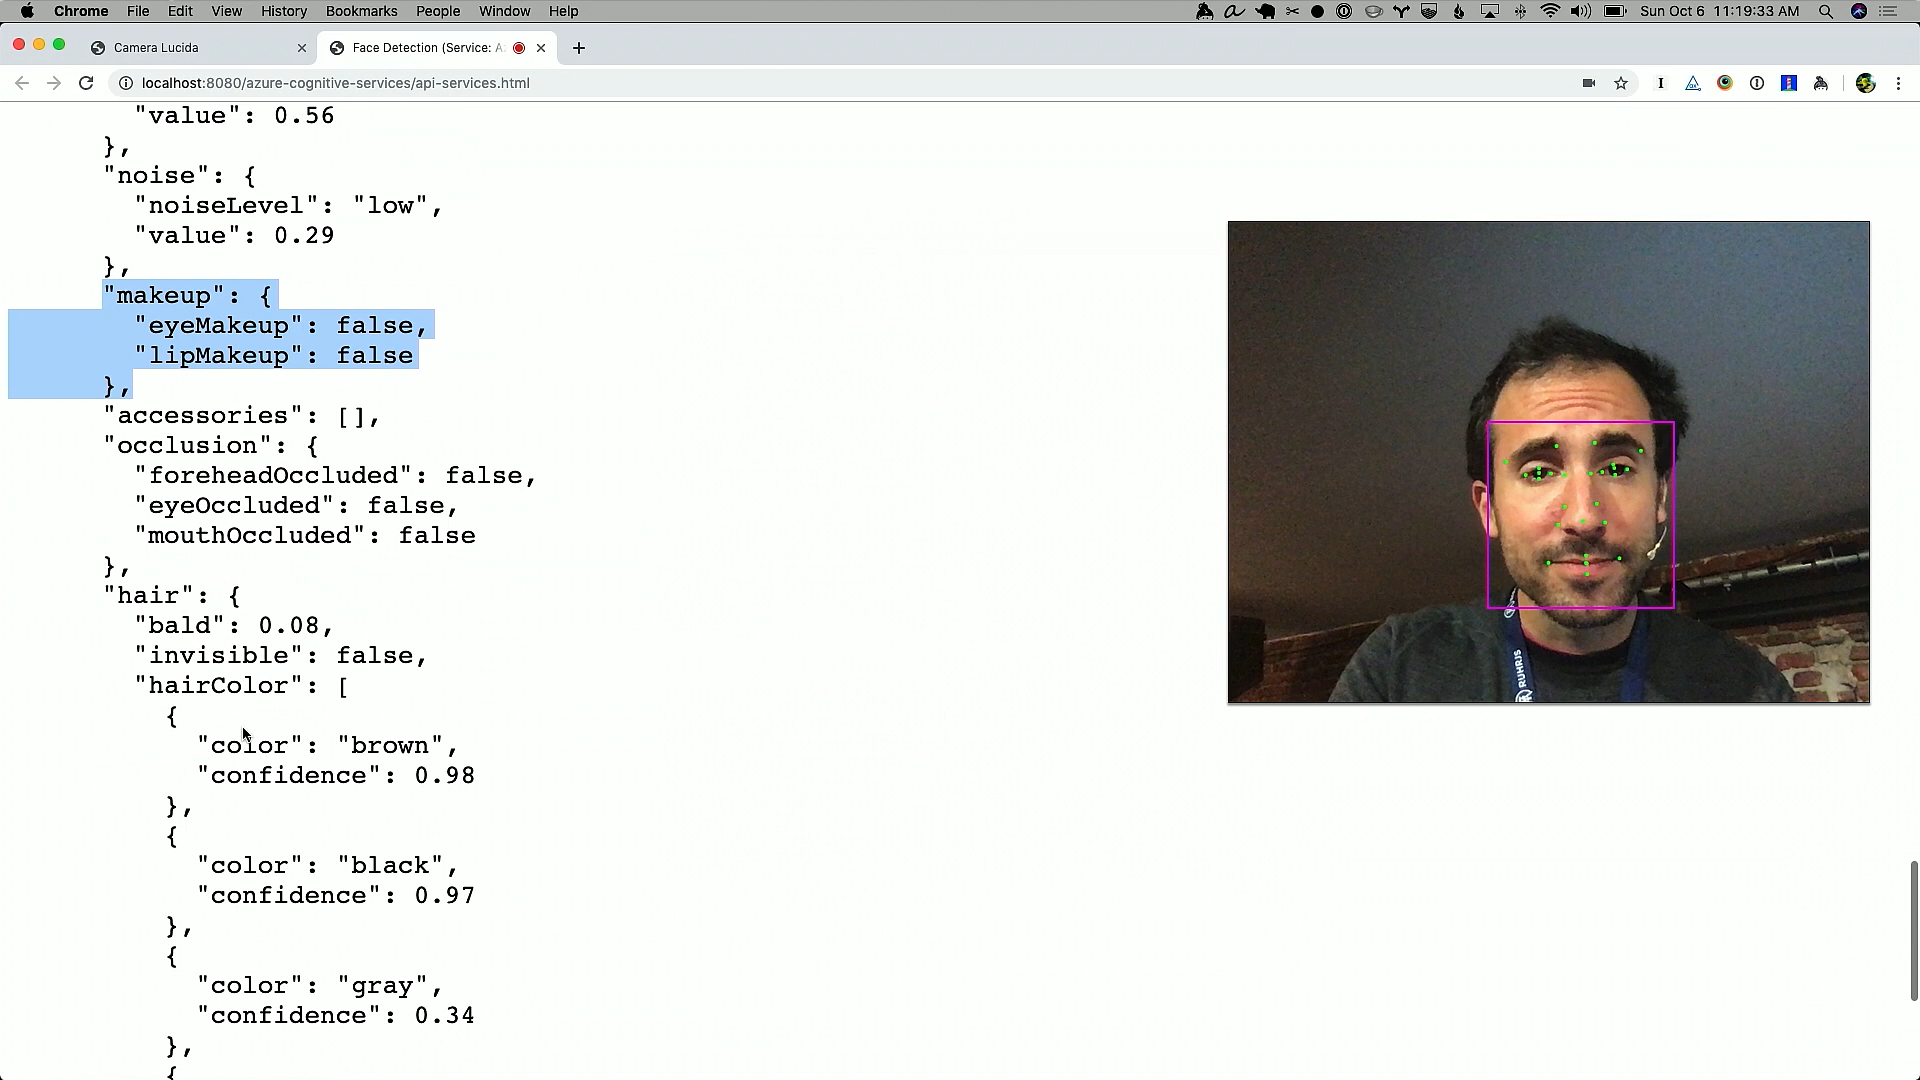 Chrome File Edit View History Bookmarks People Window Help Sun Oct 6 11:19:33 AM
Camera Lucida Face Detection (Service: A
localhost:8080/azure-cognitive-services/api-services.html
"value": 0.56
},
"noise": {
"noiseLevel": "low",
"value": 0.29
},
"makeup": {
"eyeMakeup": false,
"lipMakeup": false
},
"accessories": [],
"occlusion": {
"foreheadOccluded": false,
"eyeOccluded": false,
"mouthOccluded": false
},
"hair": {
"bald": 0.08,
"invisible": false,
"hairColor": [
{
"color": "brown",
"confidence": 0.98
},
{
"color": "black",
"confidence": 0.97
},
{
"color": "gray",
"confidence": 0.34
},
{
RUHRJS